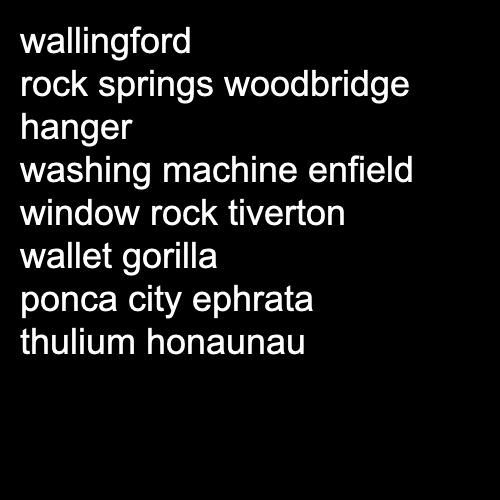 wallingford
rock springs woodbridge
hanger
washing machine enfield
window rock tiverton
wallet gorilla
ponca city ephrata
thulium honaunau